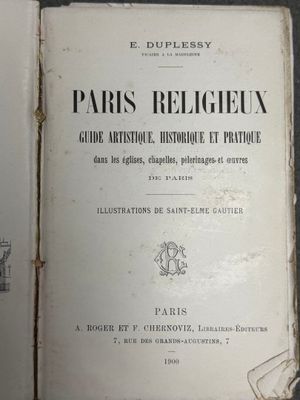 E. DUPLESSY
VICAIRE A LA MADELEINE
PARIS RELIGIEUX
GUIDE ARTISTIQUE, HISTORIQUE ET PRATIQUE
dans les églises, chapelles, pèlerinages et œuvres
DE PARIS
ILLUSTRATIONS DE SAINT-ELME GAUTIER
PARIS
A. ROGER ET F. CHERNOVIZ, LIBRAIRES-ÉDITEURS
7, RUE DES GRANDS-AUGUSTINS, 7
1900